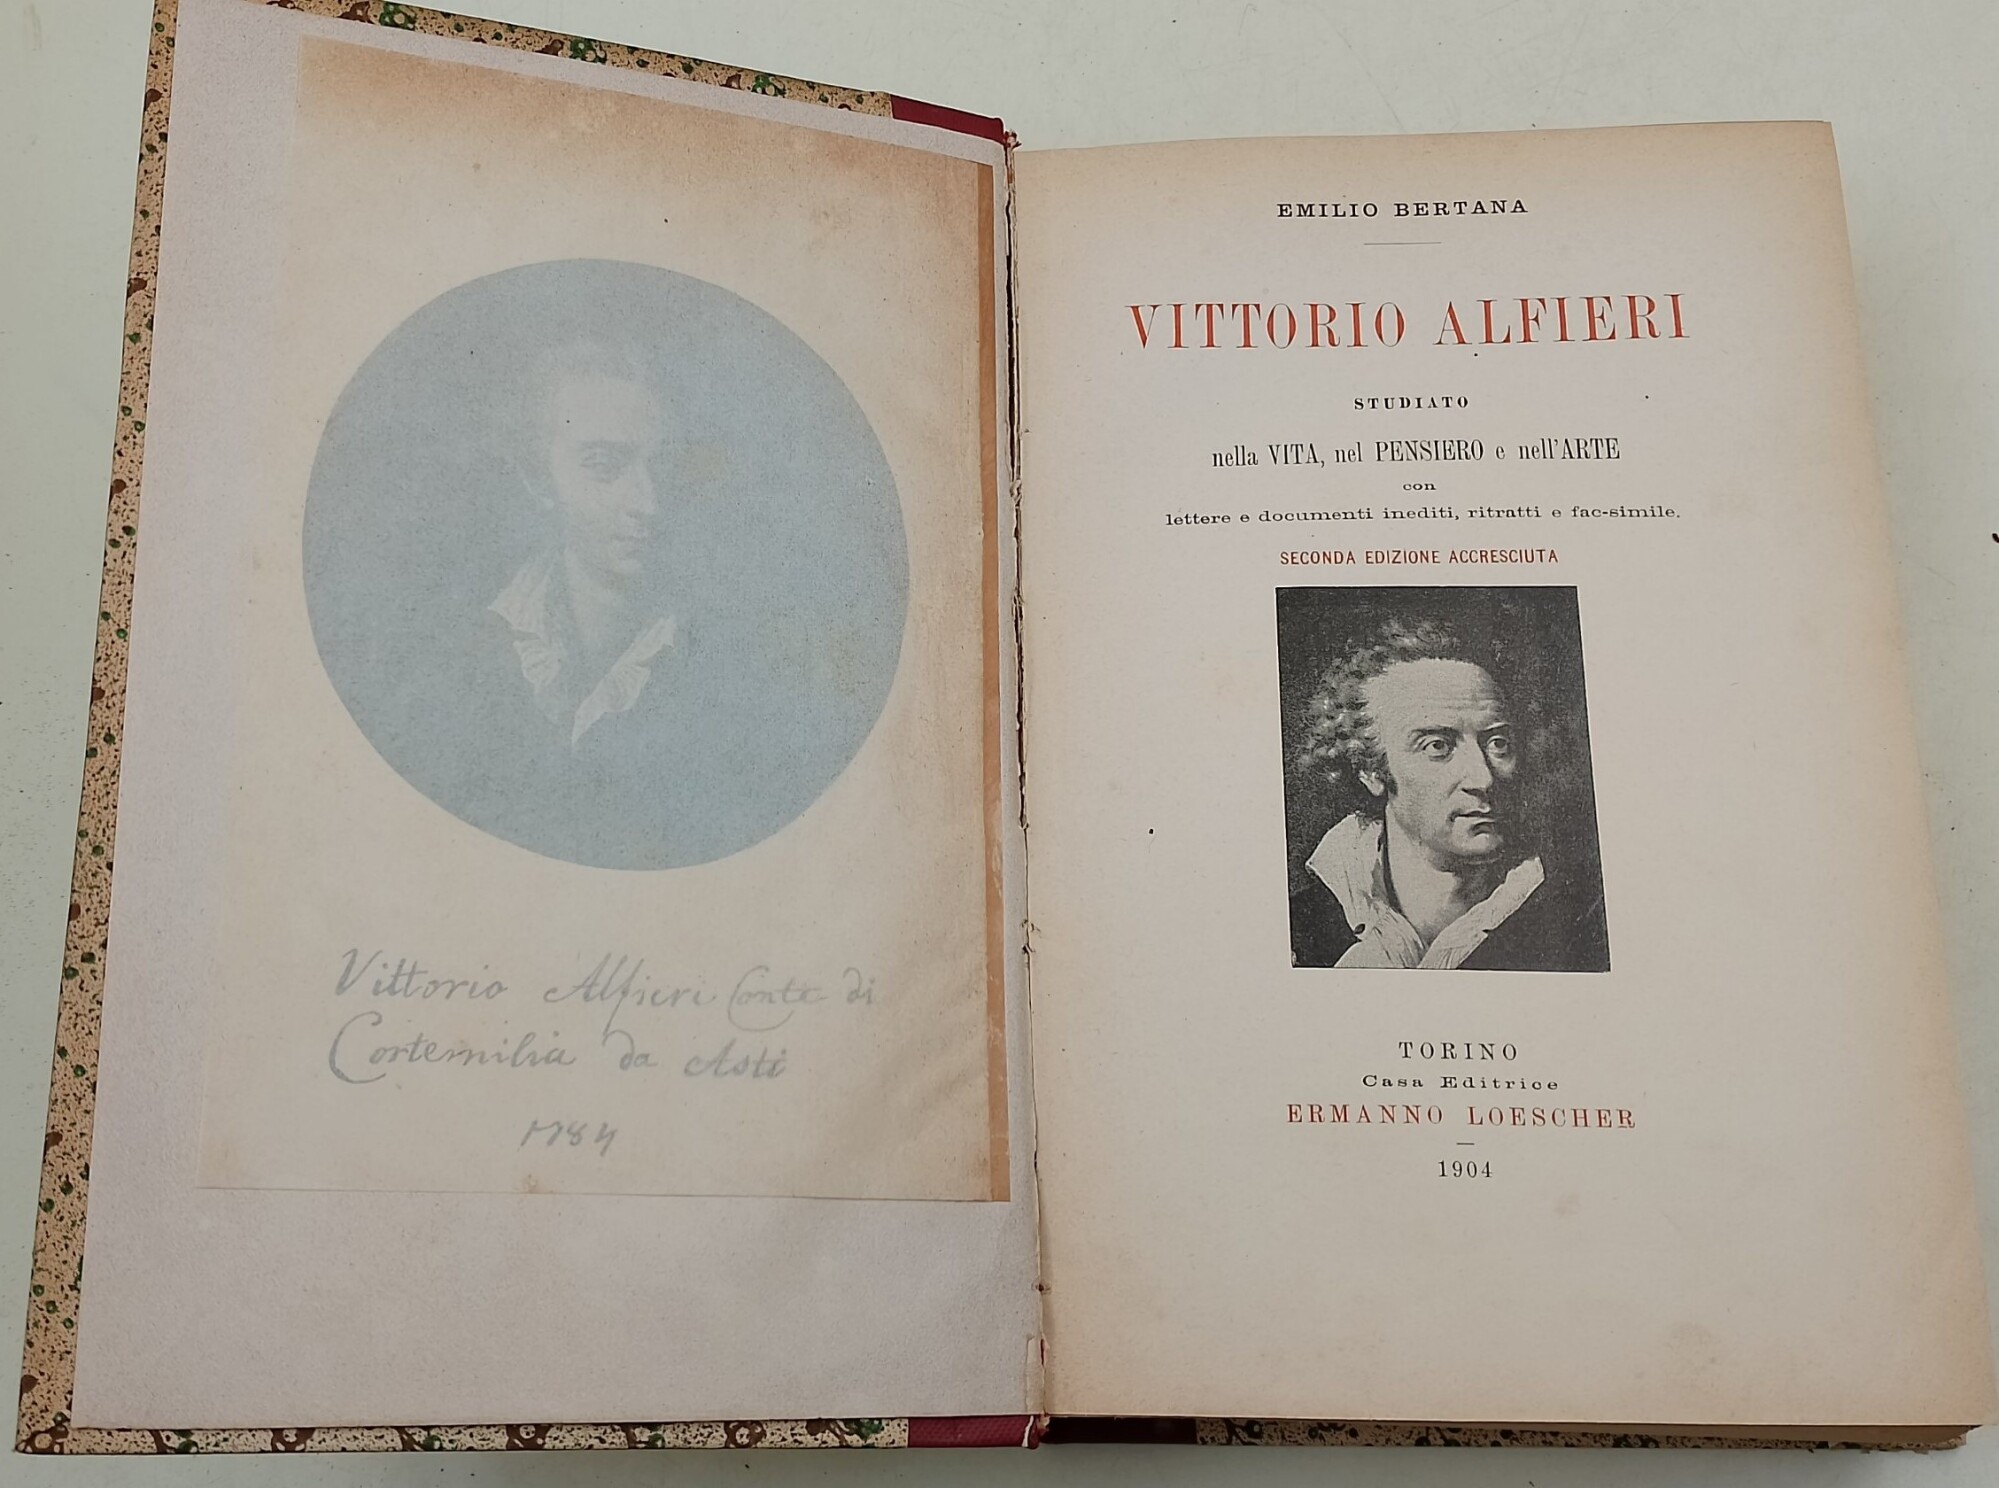 Vittorio Alfieri Conte di
Cortemilia da Asti
1784
EMILIO BERTANA
VITTORIO ALFIERI
STUDIATO
nella VITA, nel PENSIERO e nell'ARTE
con
lettere e documenti inediti, ritratti e fac-simile.
SECONDA EDIZIONE ACCRESCIUTA
TORINO
Casa Editrice
ERMANNO LOESCHER
1904